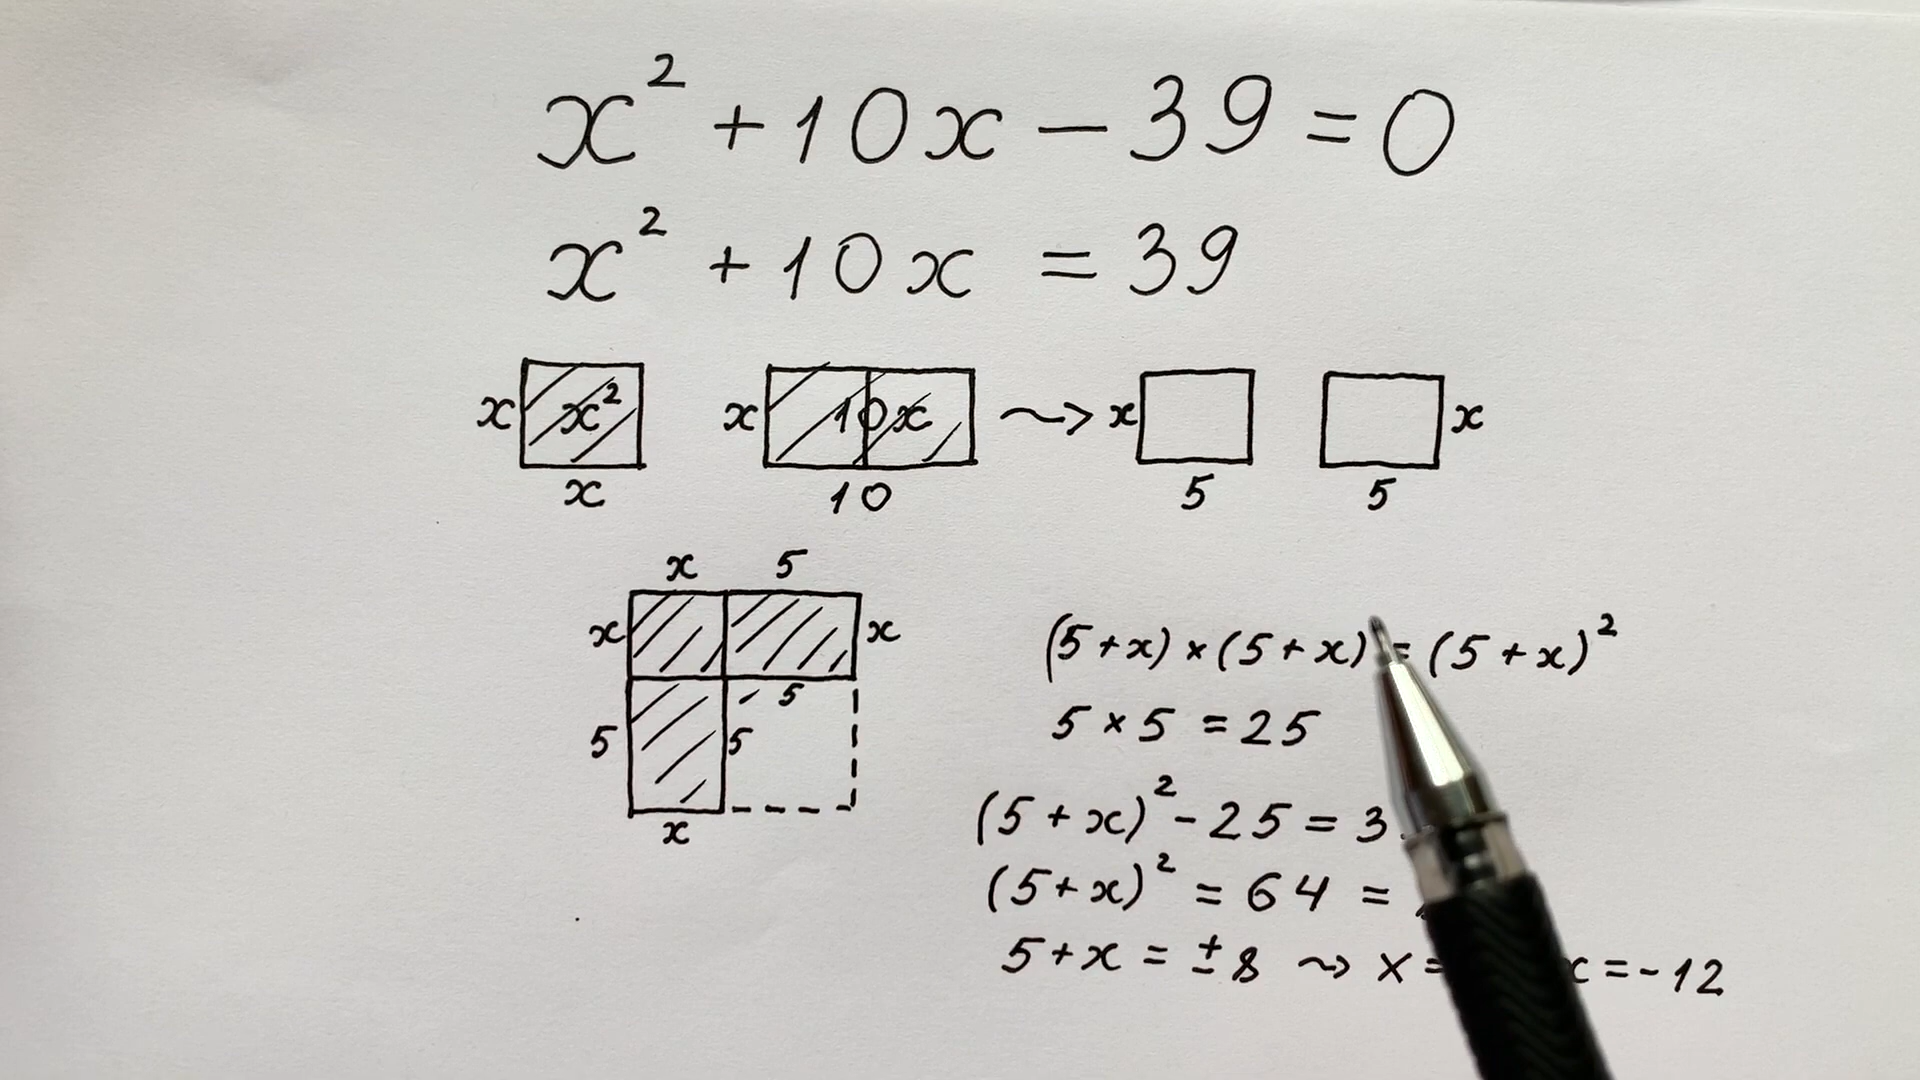 x² + 10x − 39 = 0
x² + 10x = 39
x x² x 10x x x
x 10 5 5
x 5
x x
5 5 5
x
(5+x) × (5+x) = (5+x)²
5 × 5 = 25
(5+x)² - 25 = 3
(5+x)² = 64 =
5+x = ±8 ⇝ x = x = -12